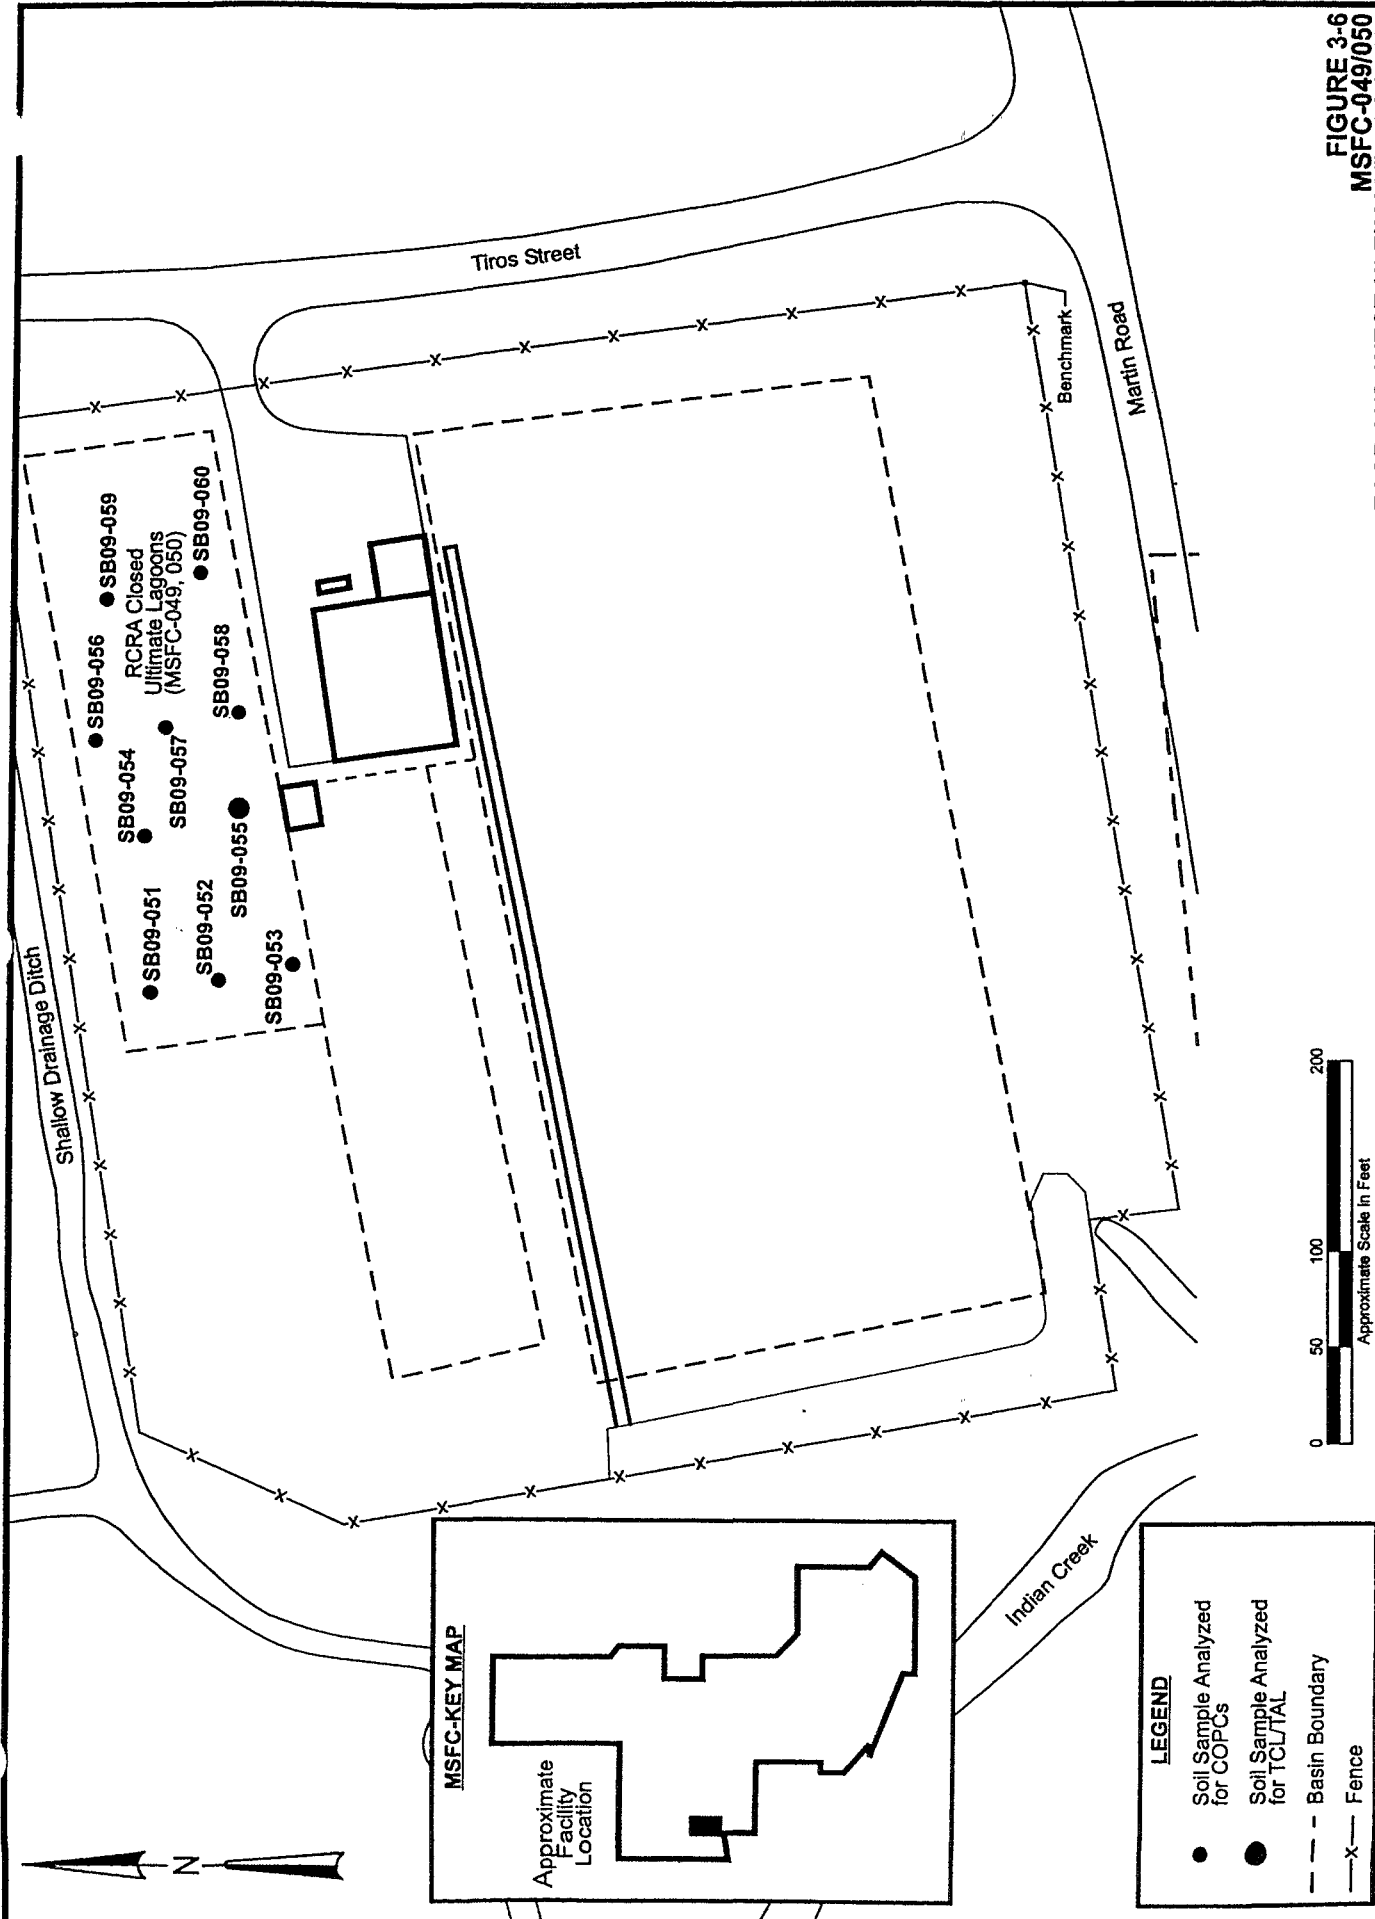 FIGURE 3-6
MSFC-049/050
Tiros Street
Martin Road
Benchmark
SB09-059
SB09-060
RCRA Closed
Ultimate Lagoons
(MSFC-049, 050)
SB09-056
SB09-058
SB09-054
SB09-057
SB09-055
SB09-051
SB09-052
SB09-053
Shallow Drainage Ditch
Indian Creek
0
50
100
200
Approximate Scale in Feet
N
MSFC-KEY MAP
Approximate
Facility
Location
LEGEND
Soil Sample Analyzed
for COPCs
Soil Sample Analyzed
for TCL/TAL
Basin Boundary
Fence